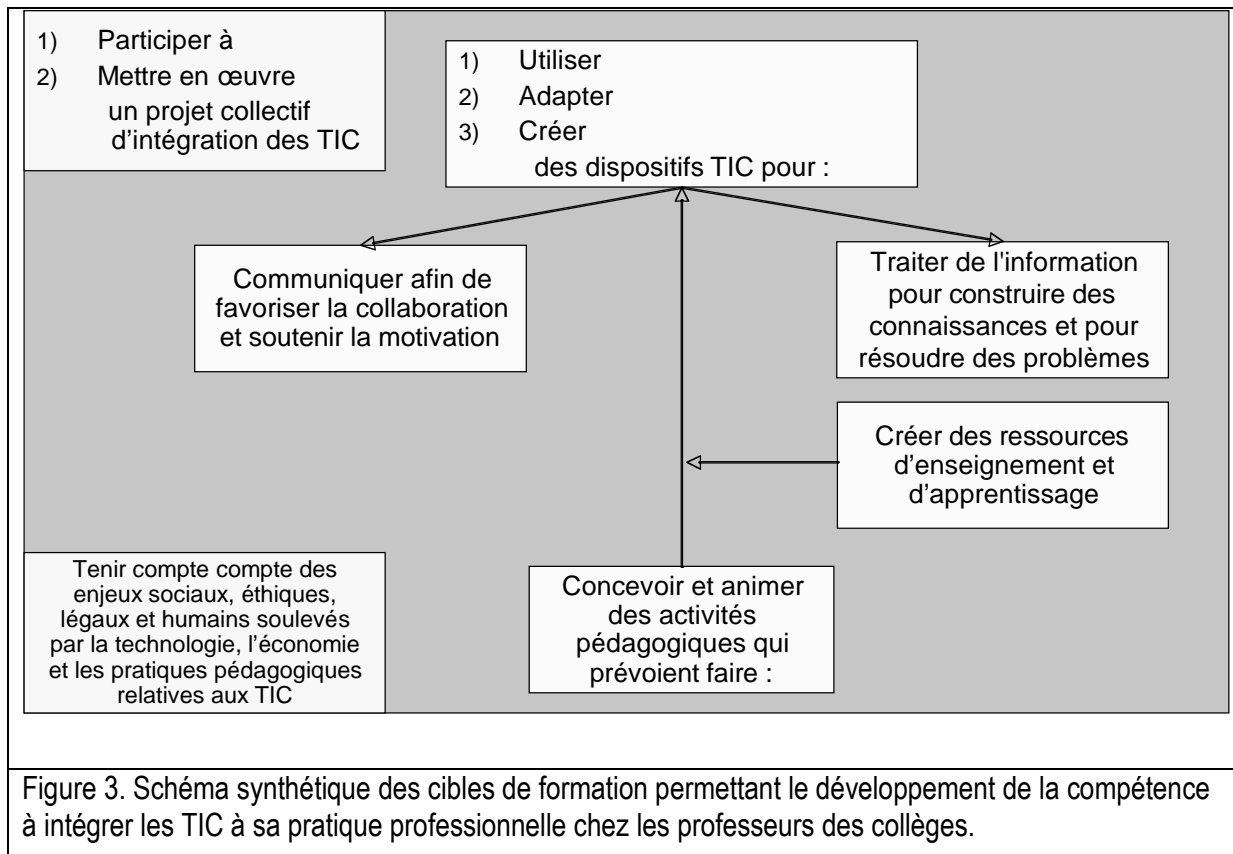 1) Participer à
2) Mettre en œuvre
un projet collectif
d'intégration des TIC
1) Utiliser
2) Adapter
3) Créer
des dispositifs TIC pour :
Communiquer afin de
favoriser la collaboration
et soutenir la motivation
Traiter de l'information
pour construire des
connaissances et pour
résoudre des problèmes
Créer des ressources
d'enseignement et
d'apprentissage
Tenir compte compte des
enjeux sociaux, éthiques,
légaux et humains soulevés
par la technologie, l'économie
et les pratiques pédagogiques
relatives aux TIC
Concevoir et animer
des activités
pédagogiques qui
prévoient faire :
Figure 3. Schéma synthétique des cibles de formation permettant le développement de la compétence
à intégrer les TIC à sa pratique professionnelle chez les professeurs des collèges.